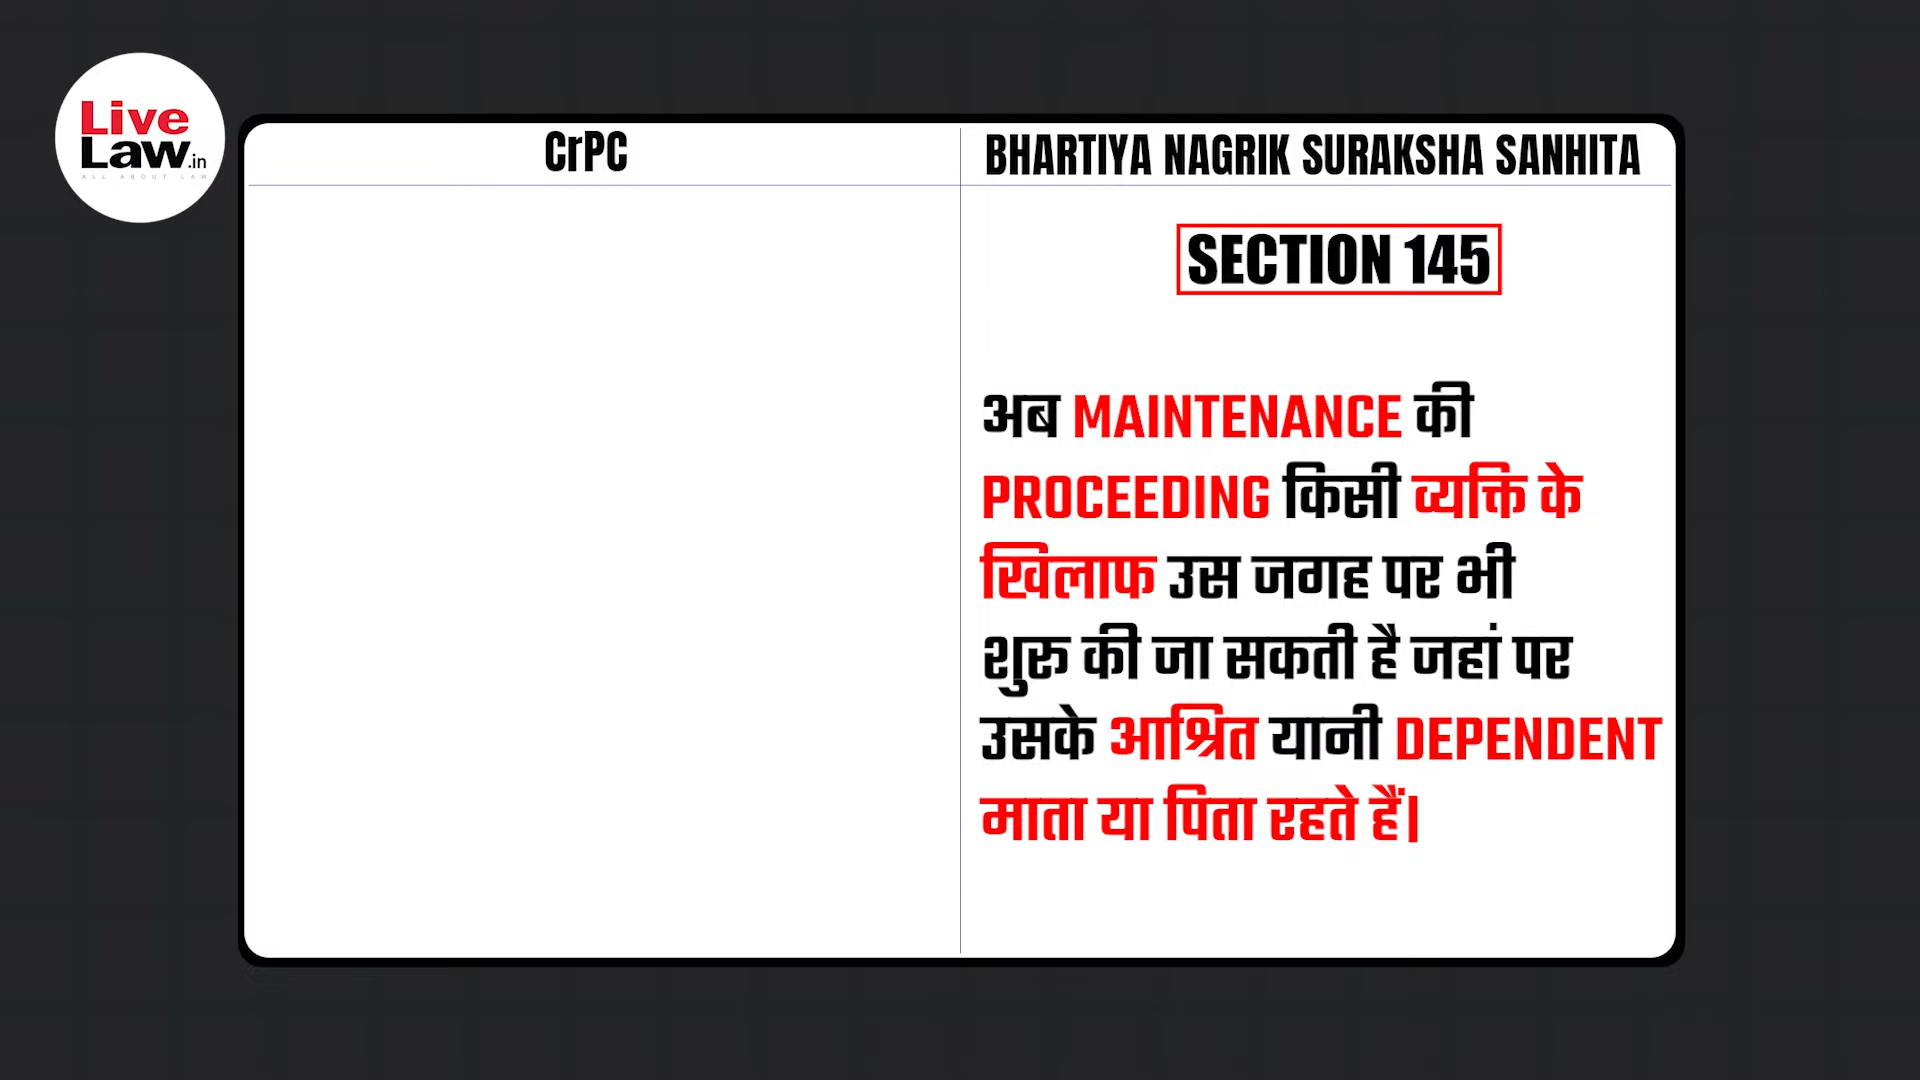 Live
Law.in
ALL ABOUT LAW
CrPC
BHARTIYA NAGRIK SURAKSHA SANHITA
SECTION 145
अब MAINTENANCE की
PROCEEDING किसी व्यक्ति के
खिलाफ उस जगह पर भी
शुरू की जा सकती है जहां पर
उसके आश्रित यानी DEPENDENT
माता या पिता रहते हैं।